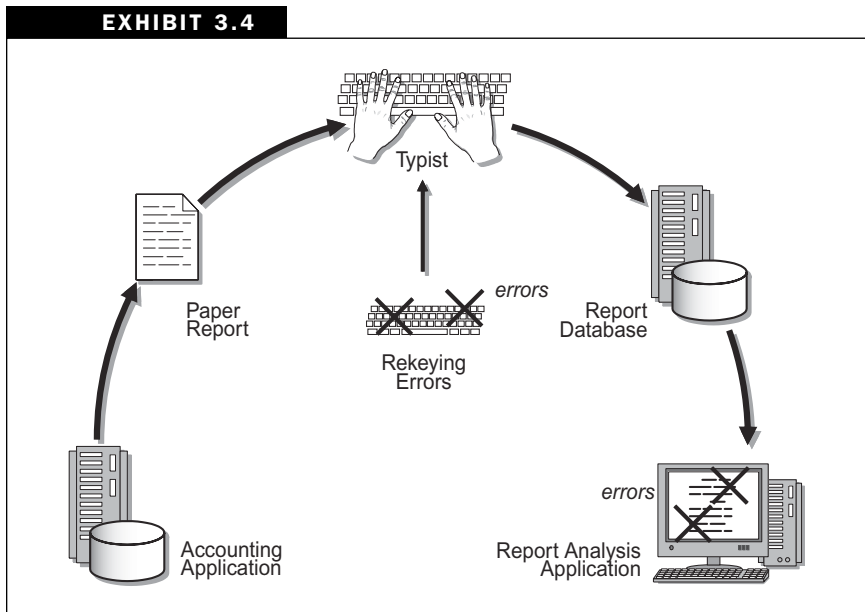 EXHIBIT 3.4
Typist
Paper
Report
errors
Rekeying
Errors
Report
Database
Accounting
Application
errors
Report Analysis
Application